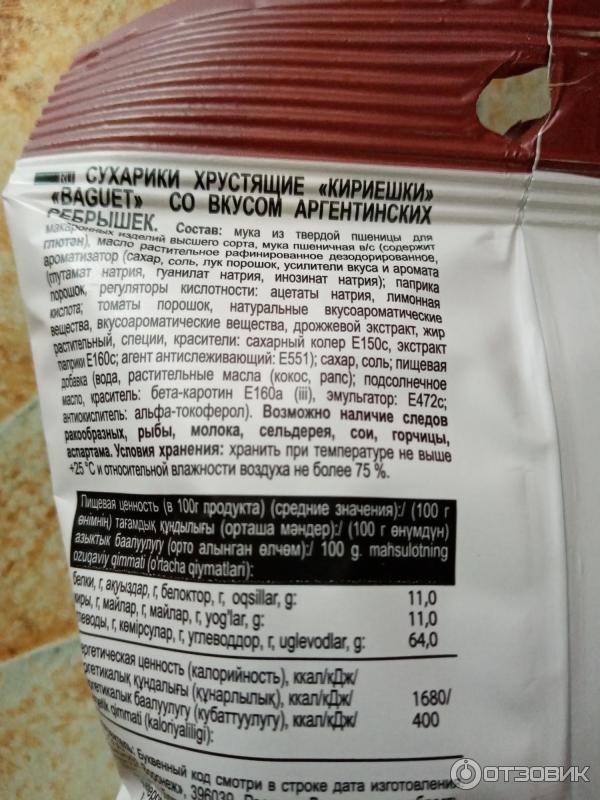 RU СУХАРИКИ ХРУСТЯЩИЕ «КИРИЕШКИ»
«BAGUET» СО ВКУСОМ АРГЕНТИНСКИХ
РЕБРЫШЕК. Состав: мука из твердой пшеницы для
макаронных изделий высшего сорта, мука пшеничная в/с (содержит
глютен), масло растительное рафинированное дезодорированное,
ароматизатор (сахар, соль, лук порошок, усилители вкуса и аромата
(глутамат натрия, гуанилат натрия, инозинат натрия); паприка
порошок, регуляторы кислотности: ацетаты натрия, лимонная
кислота; томаты порошок, натуральные вкусоароматические
вещества, вкусоароматические вещества, дрожжевой экстракт, жир
растительный, специи, красители: сахарный колер Е150с, экстракт
паприки Е160с; агент антислеживающий: Е551); сахар, соль; пищевая
добавка (вода, растительные масла (кокос, рапс); подсолнечное
масло, краситель: бета-каротин Е160а (iii), эмульгатор: Е472с;
антиокислитель: альфа-токоферол). Возможно наличие следов
ракообразных, рыбы, молока, сельдерея, сои, горчицы,
аспартама. Условия хранения: хранить при температуре не выше
+25 °С и относительной влажности воздуха не более 75 %.
Пищевая ценность (в 100г продукта) (средние значения):/ (100 г
өнімнің) тағамдық құндылығы (орташа мәндер):/ (100 г өнүмдүн)
азыктык баалуулугу (орто алынган өлчөм):/ 100 g. mahsulotning
ozuqaviy qimmati (o'rtacha qiymatlari):
белки, г, ақуыздар, г, белоктор, г, oqsillar, g: 11,0
жиры, г, майлар, г, майлар, г, yog'lar, g: 11,0
углеводы, г, көмірсулар, г, углеводдор, г, uglevodlar, g: 64,0
энергетическая ценность (калорийность), ккал/кДж/
энергетикалық құндылығы (құнарлылық), ккал/кДж/ 1680/
энергетикалык баалуулугу (кубаттуулугу), ккал/кДж/ 400
qimmati (kaloriyaliligi):
Буквенный код смотри в строке дата изготовления
396030,
ОТЗОВИК